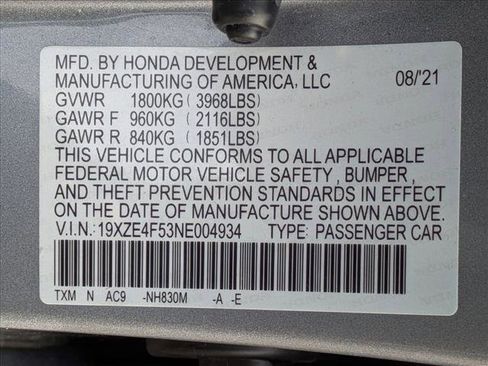 MFD. BY HONDA DEVELOPMENT &
MANUFACTURING OF AMERICA, LLC 08/'21
GVWR 1800KG ( 3968LBS)
GAWR F 960KG ( 2116LBS)
GAWR R 840KG ( 1851LBS)
THIS VEHICLE CONFORMS TO ALL APPLICABLE
FEDERAL MOTOR VEHICLE SAFETY , BUMPER ,
AND THEFT PREVENTION STANDARDS IN EFFECT
ON THE DATE OF MANUFACTURE SHOWN ABOVE.
V.I.N.: 19XZE4F53NE004934 TYPE: PASSENGER CAR
TXM N AC9 -NH830M -A -E